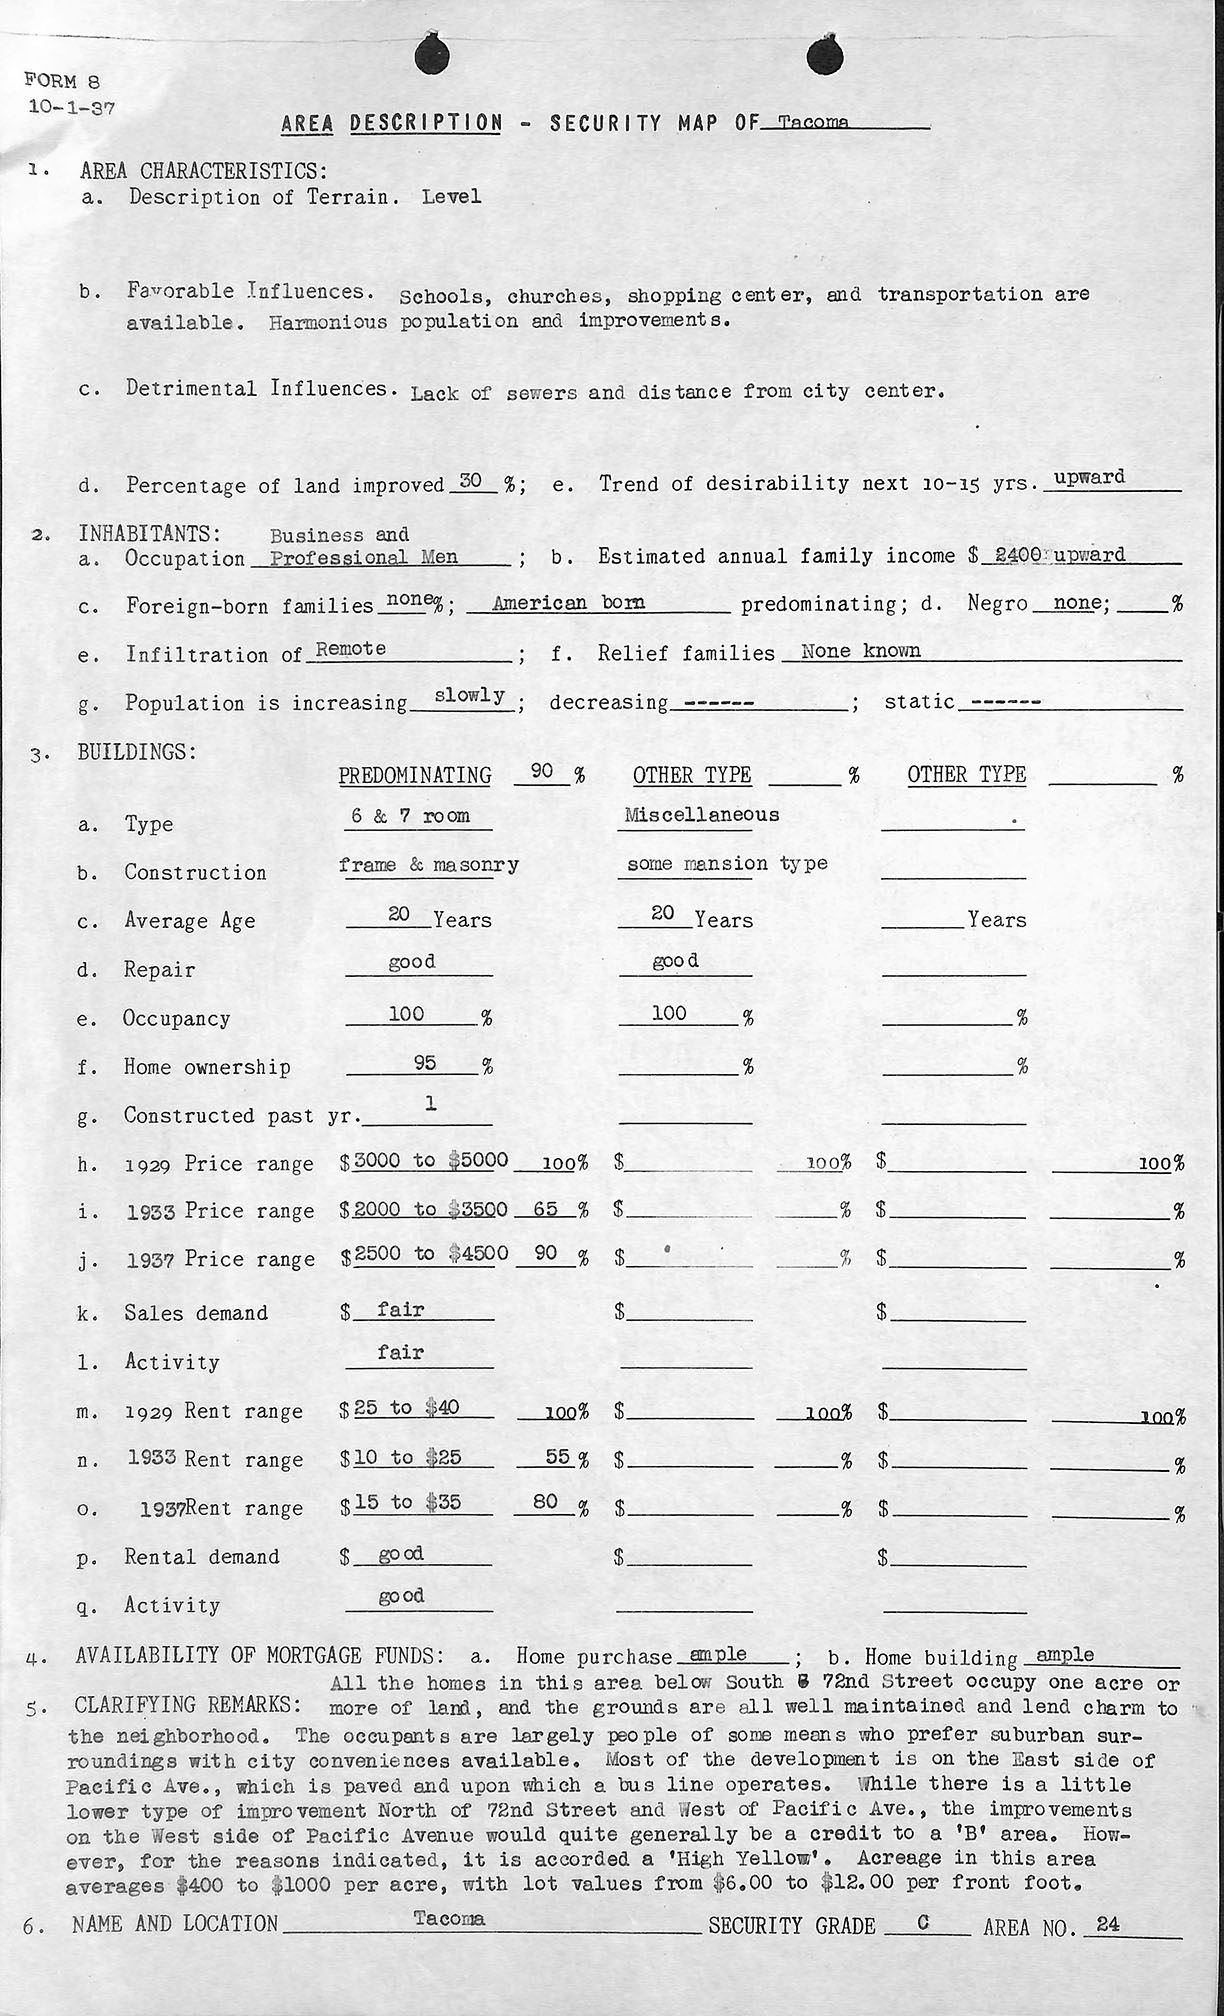 FORM 8
10-1-37
AREA DESCRIPTION - SECURITY MAP OF Tacoma
1. AREA CHARACTERISTICS:
a. Description of Terrain. Level
b. Favorable Influences. Schools, churches, shopping center, and transportation are
available. Harmonious population and improvements.
c. Detrimental Influences. Lack of sewers and distance from city center.
d. Percentage of land improved 30 %; e. Trend of desirability next 10-15 yrs. upward
2. INHABITANTS: Business and
a. Occupation Professional Men ; b. Estimated annual family income $ 2400 upward
c. Foreign-born families none%; American born predominating; d. Negro none; %
e. Infiltration of Remote ; f. Relief families None known
g. Population is increasing slowly ; decreasing ------ ; static ------
3. BUILDINGS:
PREDOMINATING 90 % OTHER TYPE % OTHER TYPE %
a. Type 6 & 7 room Miscellaneous
b. Construction frame & masonry some mansion type
c. Average Age 20 Years 20 Years Years
d. Repair good good
e. Occupancy 100 % 100 % %
f. Home ownership 95 % % %
g. Constructed past yr. 1
h. 1929 Price range $3000 to $5000 100% $ 100% $ 100%
i. 1933 Price range $2000 to $3500 65 % $ % $ %
j. 1937 Price range $2500 to $4500 90 % $ % $ %
k. Sales demand $ fair $ $
l. Activity fair
m. 1929 Rent range $25 to $40 100% $ 100% $ 100%
n. 1933 Rent range $10 to $25 55 % $ % $ %
o. 1937Rent range $15 to $35 80 % $ % $ %
p. Rental demand $ good $ $
q. Activity good
4. AVAILABILITY OF MORTGAGE FUNDS: a. Home purchase ample ; b. Home building ample
All the homes in this area below South 72nd Street occupy one acre or
5. CLARIFYING REMARKS: more of land, and the grounds are all well maintained and lend charm to
the neighborhood. The occupants are largely people of some means who prefer suburban sur-
roundings with city conveniences available. Most of the development is on the East side of
Pacific Ave., which is paved and upon which a bus line operates. While there is a little
lower type of improvement North of 72nd Street and West of Pacific Ave., the improvements
on the West side of Pacific Avenue would quite generally be a credit to a 'B' area. How-
ever, for the reasons indicated, it is accorded a 'High Yellow'. Acreage in this area
averages $400 to $1000 per acre, with lot values from $6.00 to $12.00 per front foot.
6. NAME AND LOCATION Tacoma SECURITY GRADE C AREA NO. 24